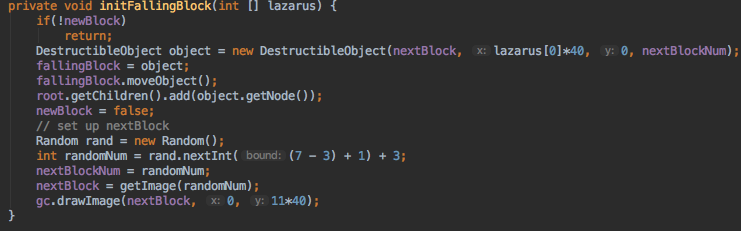 private void initFallingBlock(int [] lazarus) {
if(!newBlock)
return;
DestructibleObject object = new DestructibleObject(nextBlock, x: lazarus[0]*40, y: 0, nextBlockNum);
fallingBlock = object;
fallingBlock.moveObject();
root.getChildren().add(object.getNode());
newBlock = false;
// set up nextBlock
Random rand = new Random();
int randomNum = rand.nextInt( bound: (7 - 3) + 1) + 3;
nextBlockNum = randomNum;
nextBlock = getImage(randomNum);
gc.drawImage(nextBlock, x: 0, y: 11*40);
}